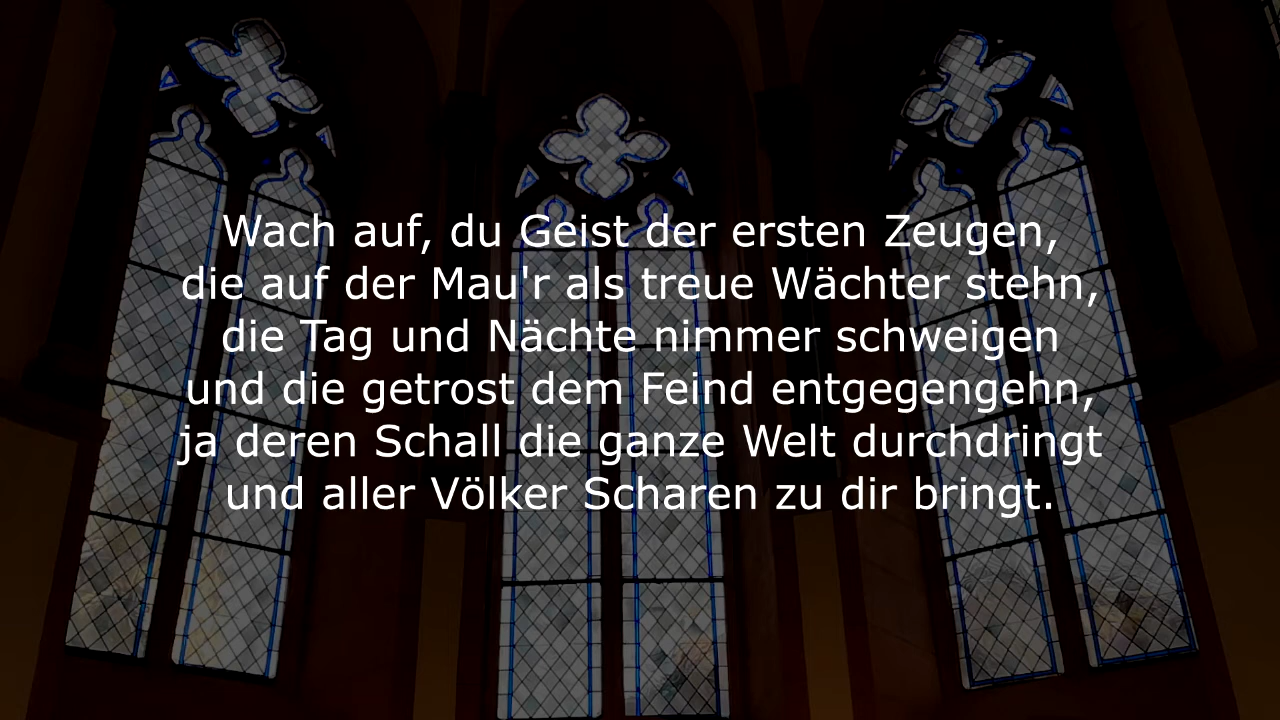 Wach auf, du Geist der ersten Zeugen,
die auf der Mau'r als treue Wächter stehn,
die Tag und Nächte nimmer schweigen
und die getrost dem Feind entgegengehn,
ja deren Schall die ganze Welt durchdringt
und aller Völker Scharen zu dir bringt.